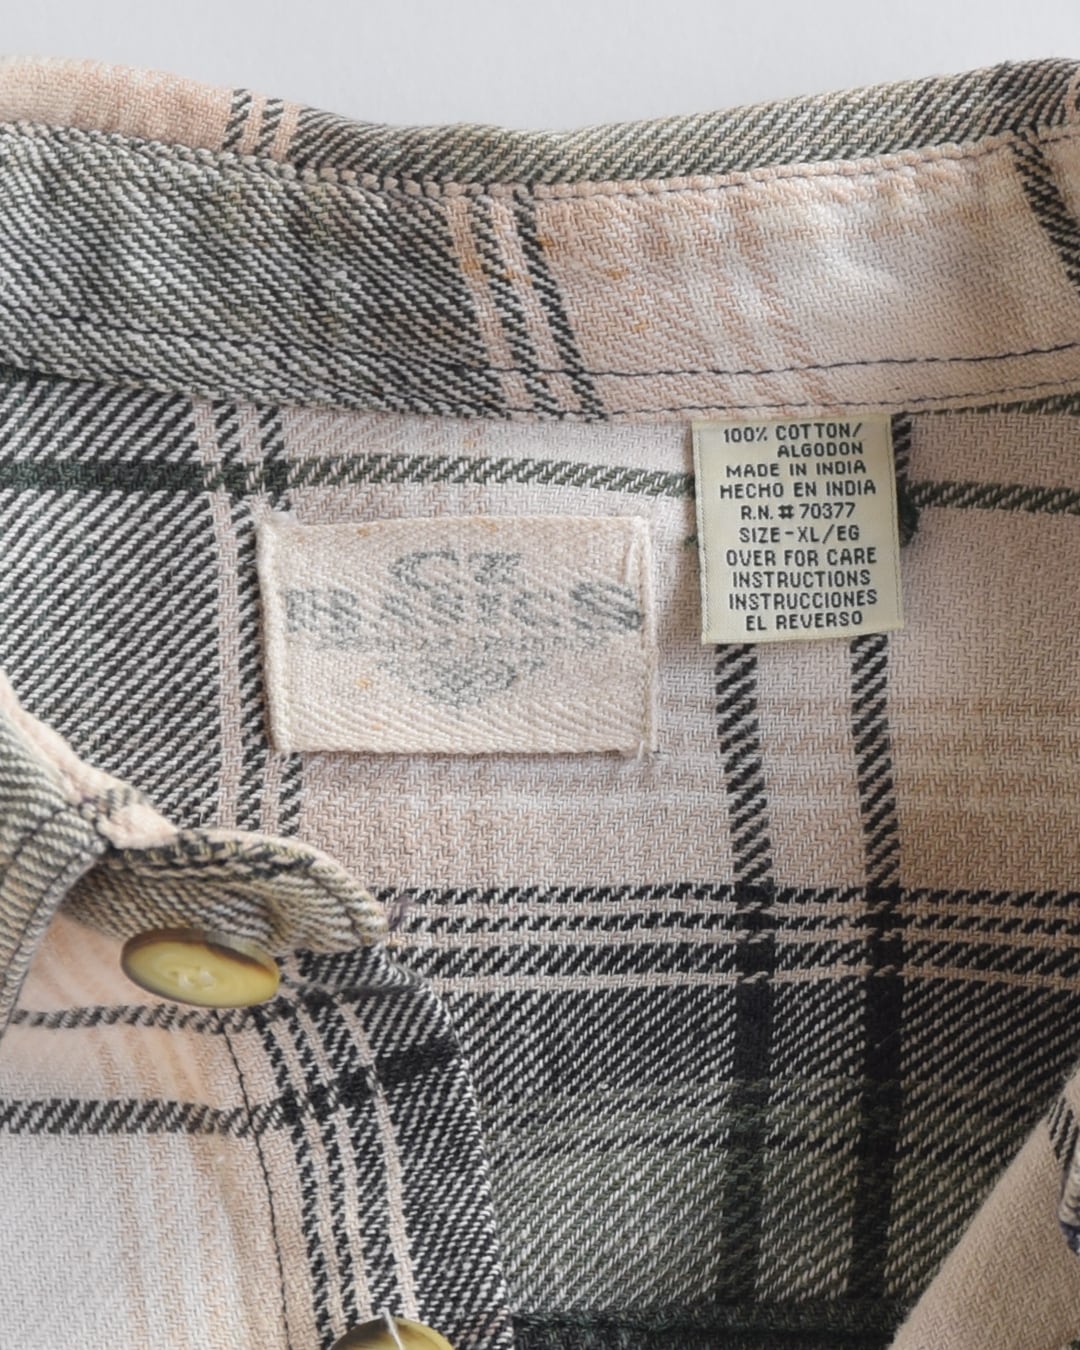 100% COTTON/
ALGODON
MADE IN INDIA
HECHO EN INDIA
R.N. # 70377
SIZE-XL/EG
OVER FOR CARE
INSTRUCTIONS
INSTRUCCIONES
EL REVERSO